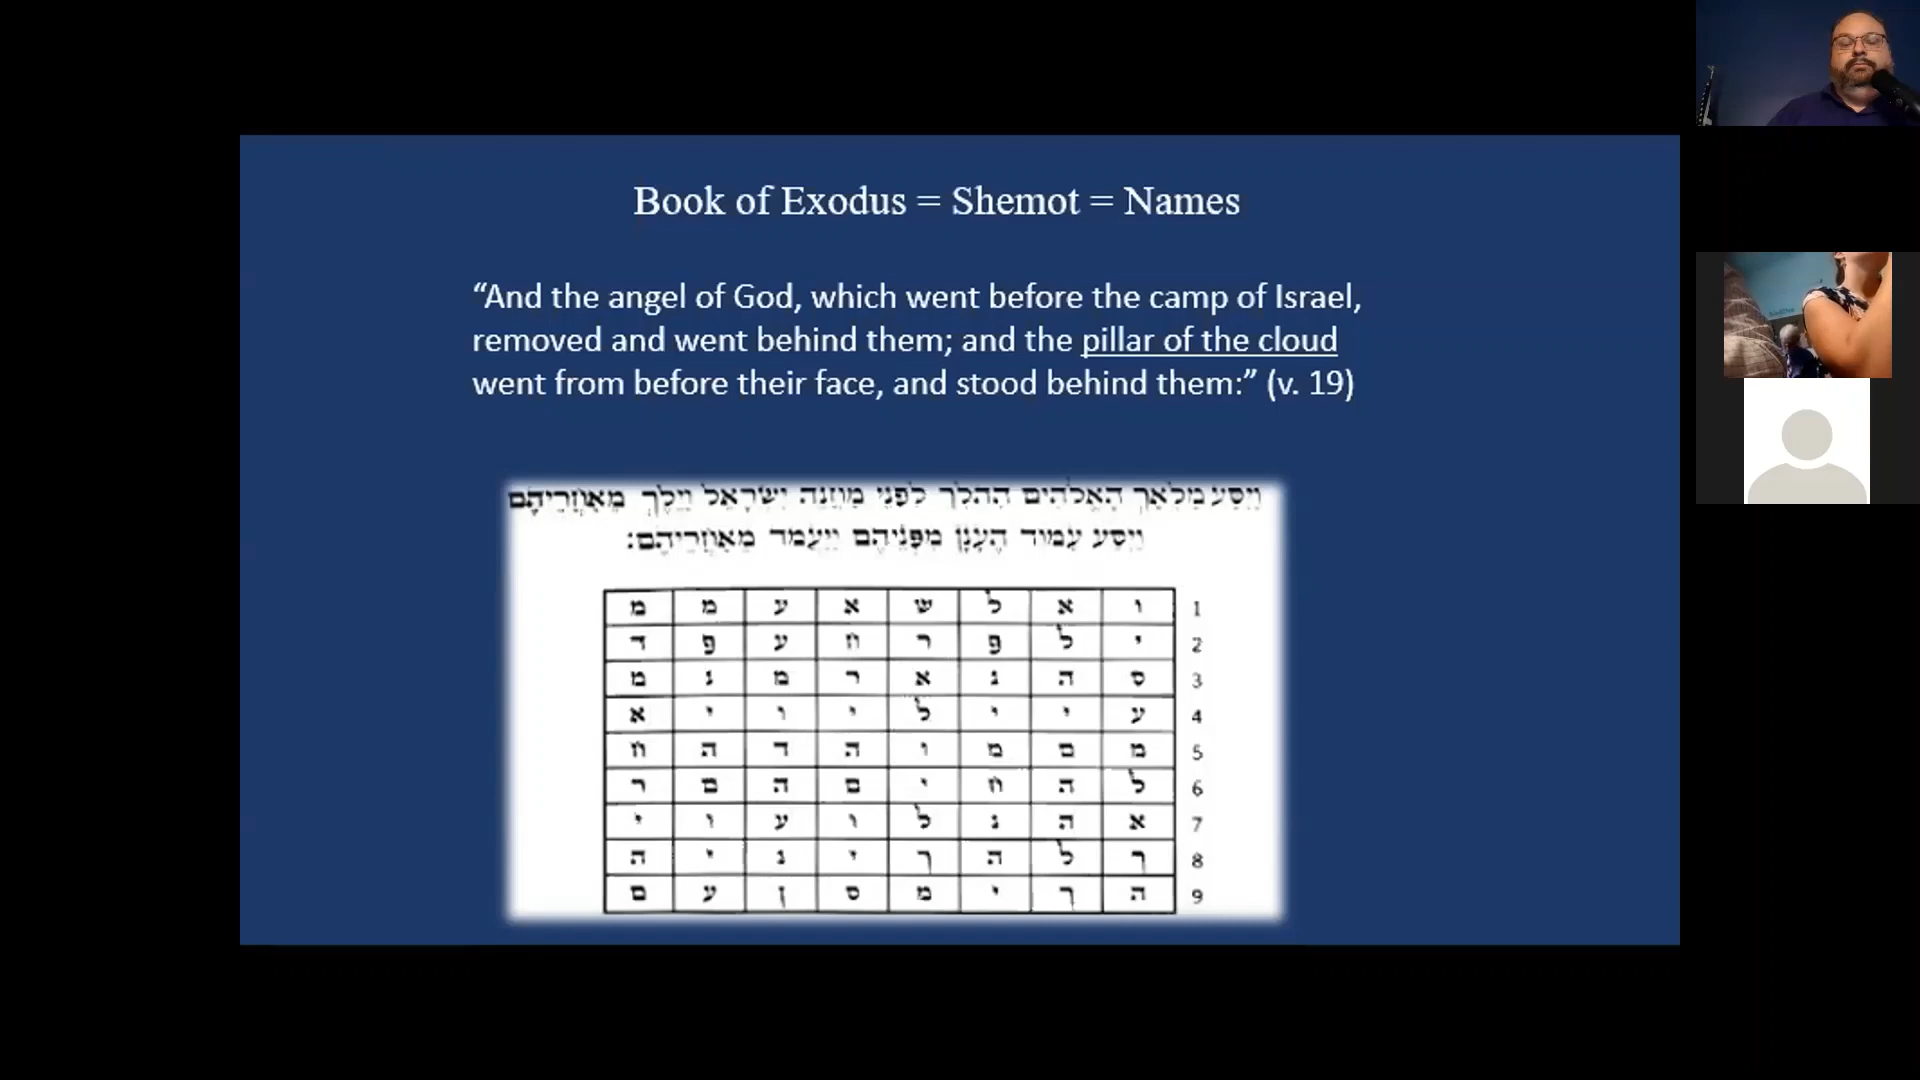 Book of Exodus = Shemot = Names
“And the angel of God, which went before the camp of Israel,
removed and went behind them; and the pillar of the cloud
went from before their face, and stood behind them:” (v. 19)
וַיִּסַּע מַלְאַךְ הָאֱלֹהִים הַהֹלֵךְ לִפְנֵי מַחֲנֵה יִשְׂרָאֵל וַיֵּלֶךְ מֵאַחֲרֵיהֶם
וַיִּסַּע עַמּוּד הֶעָנָן מִפְּנֵיהֶם וַיַּעֲמֹד מֵאַחֲרֵיהֶם:
1 ו א ל ש א ע מ מ
2 י ל פ ר ח ע פ ד
3 ס ה נ א ר מ נ מ
4 ע י י ל י ו י א
5 מ ם מ ו ה ד ה ח
6 ל ה ח י ם ה ם ר
7 א ה נ ל ו ע ו י
8 ך ל ה ך י נ י ה
9 ה ך י מ ס ן ע ם